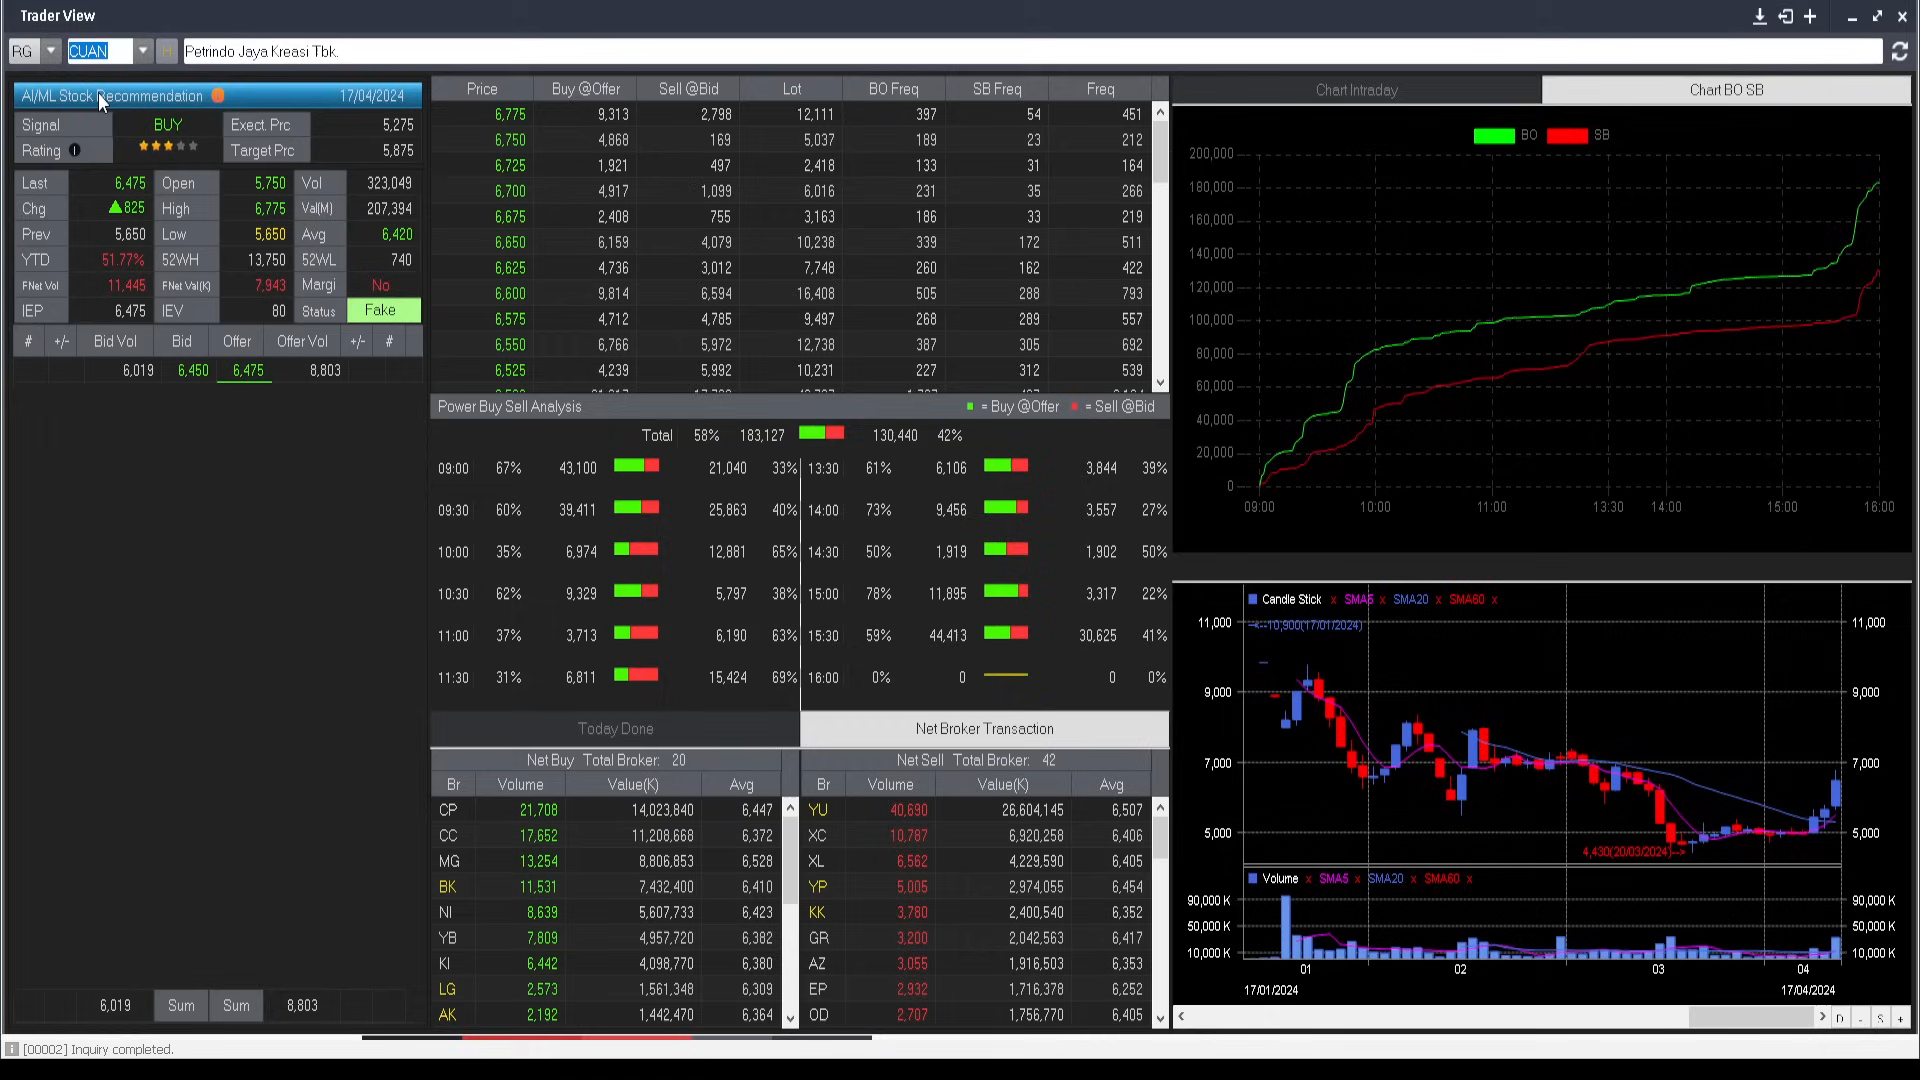 Trader View
RG CUAN H Petrindo Jaya Kreasi Tbk.
AI/ML Stock Recommendation 17/04/2024
Signal BUY Exect. Prc 5,275
Rating Target Prc 5,875
Last 6,475 Open 5,750 Vol 323,049
Chg 825 High 6,775 Val(M) 207,394
Prev 5,650 Low 5,650 Avg 6,420
YTD 51.77% 52WH 13,750 52WL 740
FNet Vol 11,445 FNet Val(K) 7,943 Margi No
IEP 6,475 IEV 80 Status Fake
# +/- Bid Vol Bid Offer Offer Vol +/- #
6,019 6,450 6,475 8,803
6,019 Sum Sum 8,803
Price Buy @Offer Sell @Bid Lot BO Freq SB Freq Freq
6,775 9,313 2,798 12,111 397 54 451
6,750 4,868 169 5,037 189 23 212
6,725 1,921 497 2,418 133 31 164
6,700 4,917 1,099 6,016 231 35 266
6,675 2,408 755 3,163 186 33 219
6,650 6,159 4,079 10,238 339 172 511
6,625 4,736 3,012 7,748 260 162 422
6,600 9,814 6,594 16,408 505 288 793
6,575 4,712 4,785 9,497 268 289 557
6,550 6,766 5,972 12,738 387 305 692
6,525 4,239 5,992 10,231 227 312 539
Power Buy Sell Analysis = Buy @Offer = Sell @Bid
Total 58% 183,127 130,440 42%
09:00 67% 43,100 21,040 33% 13:30 61% 6,106 3,844 39%
09:30 60% 39,411 25,863 40% 14:00 73% 9,456 3,557 27%
10:00 35% 6,974 12,881 65% 14:30 50% 1,919 1,902 50%
10:30 62% 9,329 5,797 38% 15:00 78% 11,895 3,317 22%
11:00 37% 3,713 6,190 63% 15:30 59% 44,413 30,625 41%
11:30 31% 6,811 15,424 69% 16:00 0% 0 0 0%
Today Done Net Broker Transaction
Net Buy Total Broker: 20 Net Sell Total Broker: 42
Br Volume Value(K) Avg Br Volume Value(K) Avg
CP 21,708 14,023,840 6,447 YU 40,690 26,604,145 6,507
CC 17,652 11,208,668 6,372 XC 10,787 6,920,258 6,406
MG 13,254 8,806,853 6,528 XL 6,562 4,229,590 6,405
BK 11,531 7,432,400 6,410 YP 5,005 2,974,055 6,454
NI 8,639 5,607,733 6,423 KK 3,780 2,400,540 6,352
YB 7,809 4,957,720 6,382 GR 3,200 2,042,563 6,417
KI 6,442 4,098,770 6,380 AZ 3,055 1,916,503 6,353
LG 2,573 1,561,348 6,309 EP 2,932 1,716,378 6,252
AK 2,192 1,442,470 6,364 OD 2,707 1,756,770 6,405
Chart Intraday Chart BO SB
BO SB
200,000
180,000
160,000
140,000
120,000
100,000
80,000
60,000
40,000
20,000
0
09:00 10:00 11:00 13:30 14:00 15:00 16:00
Candle Stick x SMA5 x SMA20 x SMA60 x
11,000 10,900(17/01/2024) 11,000
9,000 9,000
7,000 7,000
5,000 5,000
4,430(20/03/2024)
Volume x SMA5 x SMA20 x SMA60 x
90,000 K 90,000 K
50,000 K 50,000 K
10,000 K 10,000 K
01 02 03 04
17/01/2024 17/04/2024
D - S +
[00002] Inquiry completed.